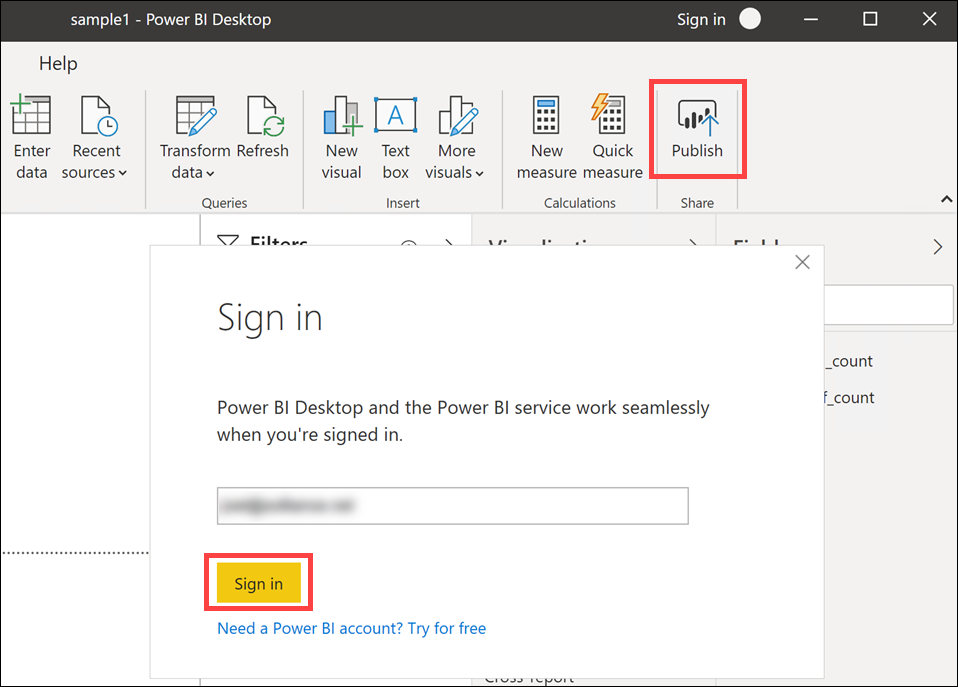 sample1 - Power BI Desktop
Sign in
Help
Enter
data
Recent
sources
Transform
data
Refresh
Queries
New
visual
Text
box
More
visuals
Insert
New
measure
Quick
measure
Calculations
Publish
Share
Filters
_count
f_count
Sign in
Power BI Desktop and the Power BI service work seamlessly
when you're signed in.
Sign in
Need a Power BI account? Try for free
Cross-report